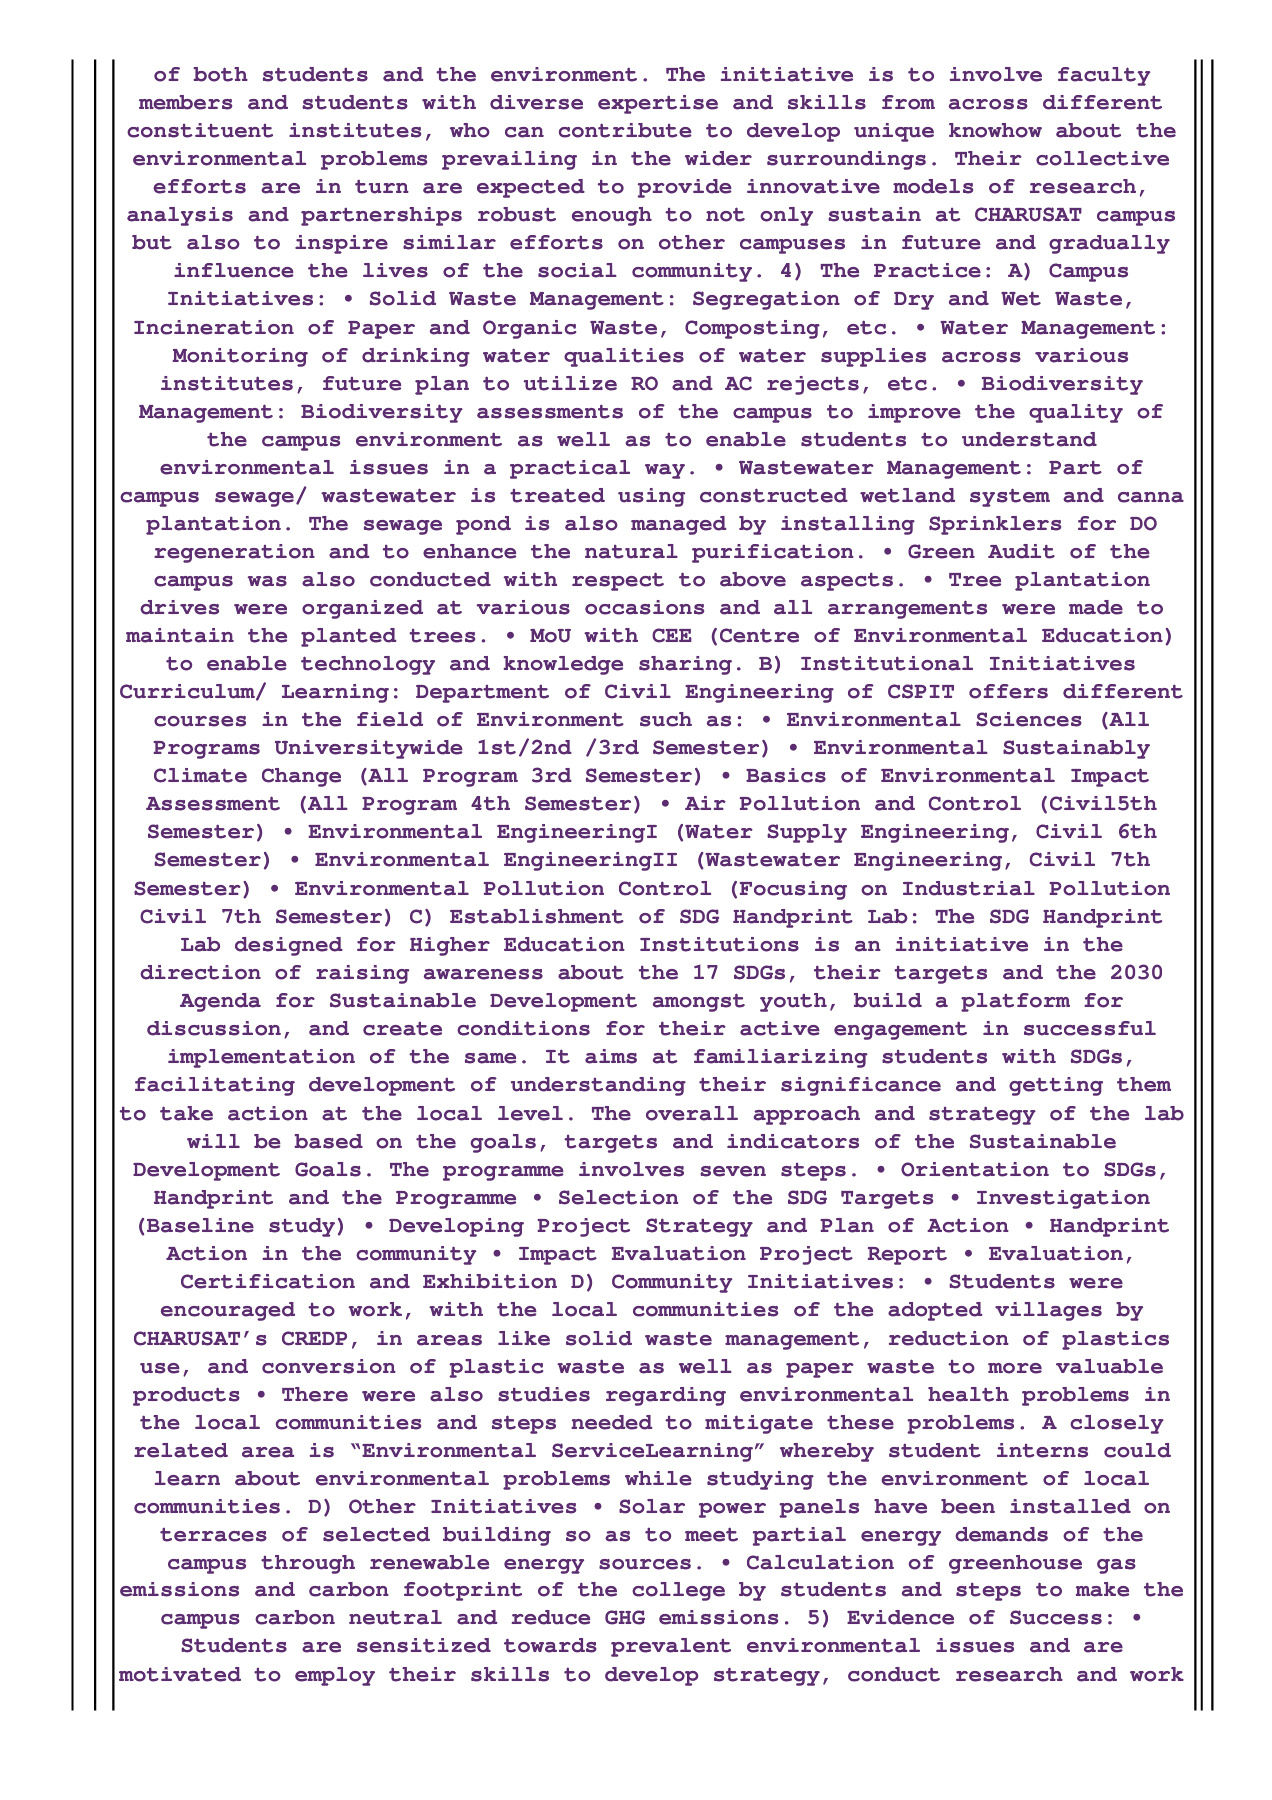 of both students and the environment. The initiative is to involve faculty
members and students with diverse expertise and skills from across different
constituent institutes, who can contribute to develop unique knowhow about the
environmental problems prevailing in the wider surroundings. Their collective
efforts are in turn are expected to provide innovative models of research,
analysis and partnerships robust enough to not only sustain at CHARUSAT campus
but also to inspire similar efforts on other campuses in future and gradually
influence the lives of the social community. 4) The Practice: A) Campus
Initiatives: • Solid Waste Management: Segregation of Dry and Wet Waste,
Incineration of Paper and Organic Waste, Composting, etc. • Water Management:
Monitoring of drinking water qualities of water supplies across various
institutes, future plan to utilize RO and AC rejects, etc. • Biodiversity
Management: Biodiversity assessments of the campus to improve the quality of
the campus environment as well as to enable students to understand
environmental issues in a practical way. • Wastewater Management: Part of
campus sewage/ wastewater is treated using constructed wetland system and canna
plantation. The sewage pond is also managed by installing Sprinklers for DO
regeneration and to enhance the natural purification. • Green Audit of the
campus was also conducted with respect to above aspects. • Tree plantation
drives were organized at various occasions and all arrangements were made to
maintain the planted trees. • MoU with CEE (Centre of Environmental Education)
to enable technology and knowledge sharing. B) Institutional Initiatives
Curriculum/ Learning: Department of Civil Engineering of CSPIT offers different
courses in the field of Environment such as: • Environmental Sciences (All
Programs Universitywide 1st/2nd /3rd Semester) • Environmental Sustainably
Climate Change (All Program 3rd Semester) • Basics of Environmental Impact
Assessment (All Program 4th Semester) • Air Pollution and Control (Civil5th
Semester) • Environmental EngineeringI (Water Supply Engineering, Civil 6th
Semester) • Environmental EngineeringII (Wastewater Engineering, Civil 7th
Semester) • Environmental Pollution Control (Focusing on Industrial Pollution
Civil 7th Semester) C) Establishment of SDG Handprint Lab: The SDG Handprint
Lab designed for Higher Education Institutions is an initiative in the
direction of raising awareness about the 17 SDGs, their targets and the 2030
Agenda for Sustainable Development amongst youth, build a platform for
discussion, and create conditions for their active engagement in successful
implementation of the same. It aims at familiarizing students with SDGs,
facilitating development of understanding their significance and getting them
to take action at the local level. The overall approach and strategy of the lab
will be based on the goals, targets and indicators of the Sustainable
Development Goals. The programme involves seven steps. • Orientation to SDGs,
Handprint and the Programme • Selection of the SDG Targets • Investigation
(Baseline study) • Developing Project Strategy and Plan of Action • Handprint
Action in the community • Impact Evaluation Project Report • Evaluation,
Certification and Exhibition D) Community Initiatives: • Students were
encouraged to work, with the local communities of the adopted villages by
CHARUSAT’s CREDP, in areas like solid waste management, reduction of plastics
use, and conversion of plastic waste as well as paper waste to more valuable
products • There were also studies regarding environmental health problems in
the local communities and steps needed to mitigate these problems. A closely
related area is “Environmental ServiceLearning” whereby student interns could
learn about environmental problems while studying the environment of local
communities. D) Other Initiatives • Solar power panels have been installed on
terraces of selected building so as to meet partial energy demands of the
campus through renewable energy sources. • Calculation of greenhouse gas
emissions and carbon footprint of the college by students and steps to make the
campus carbon neutral and reduce GHG emissions. 5) Evidence of Success: •
Students are sensitized towards prevalent environmental issues and are
motivated to employ their skills to develop strategy, conduct research and work